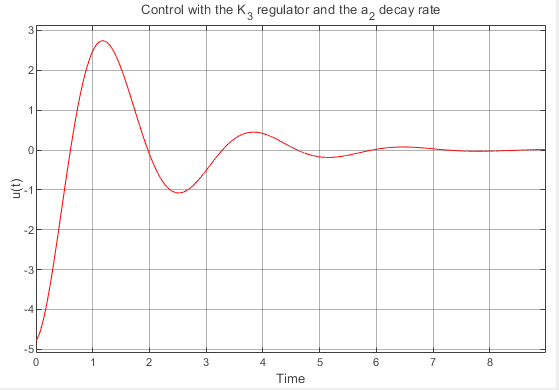 Control with the K3 regulator and the a2 decay rate
3
2
1
0
-1
-2
-3
-4
-5
u(t)
0 1 2 3 4 5 6 7 8
Time